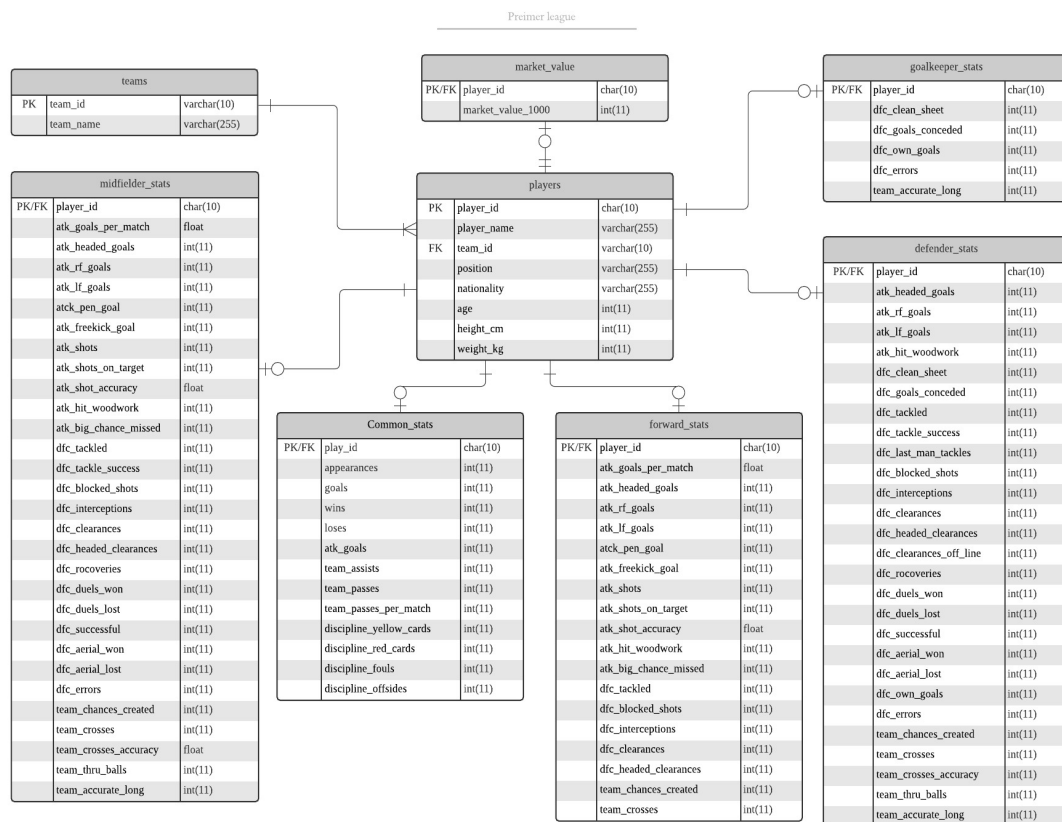 Preimer league
teams
PK team_id varchar(10)
team_name varchar(255)
market_value
PK/FK player_id char(10)
market_value_1000 int(11)
goalkeeper_stats
PK/FK player_id char(10)
dfc_clean_sheet int(11)
dfc_goals_conceded int(11)
dfc_own_goals int(11)
dfc_errors int(11)
team_accurate_long int(11)
midfielder_stats
PK/FK player_id char(10)
atk_goals_per_match float
atk_headed_goals int(11)
atk_rf_goals int(11)
atk_lf_goals int(11)
atck_pen_goal int(11)
atk_freekick_goal int(11)
atk_shots int(11)
atk_shots_on_target int(11)
atk_shot_accuracy float
atk_hit_woodwork int(11)
atk_big_chance_missed int(11)
dfc_tackled int(11)
dfc_tackle_success int(11)
dfc_blocked_shots int(11)
dfc_interceptions int(11)
dfc_clearances int(11)
dfc_headed_clearances int(11)
dfc_rocoveries int(11)
dfc_duels_won int(11)
dfc_duels_lost int(11)
dfc_successful int(11)
dfc_aerial_won int(11)
dfc_aerial_lost int(11)
dfc_errors int(11)
team_chances_created int(11)
team_crosses int(11)
team_crosses_accuracy float
team_thru_balls int(11)
team_accurate_long int(11)
players
PK player_id char(10)
player_name varchar(255)
FK team_id varchar(10)
position varchar(255)
nationality varchar(255)
age int(11)
height_cm int(11)
weight_kg int(11)
defender_stats
PK/FK player_id char(10)
atk_headed_goals int(11)
atk_rf_goals int(11)
atk_lf_goals int(11)
atk_hit_woodwork int(11)
dfc_clean_sheet int(11)
dfc_goals_conceded int(11)
dfc_tackled int(11)
dfc_tackle_success int(11)
dfc_last_man_tackles int(11)
dfc_blocked_shots int(11)
dfc_interceptions int(11)
dfc_clearances int(11)
dfc_headed_clearances int(11)
dfc_clearances_off_line int(11)
dfc_rocoveries int(11)
dfc_duels_won int(11)
dfc_duels_lost int(11)
dfc_successful int(11)
dfc_aerial_won int(11)
dfc_aerial_lost int(11)
dfc_own_goals int(11)
dfc_errors int(11)
team_chances_created int(11)
team_crosses int(11)
team_crosses_accuracy int(11)
team_thru_balls int(11)
team_accurate_long int(11)
Common_stats
PK/FK play_id char(10)
appearances int(11)
goals int(11)
wins int(11)
loses int(11)
atk_goals int(11)
team_assists int(11)
team_passes int(11)
team_passes_per_match int(11)
discipline_yellow_cards int(11)
discipline_red_cards int(11)
discipline_fouls int(11)
discipline_offsides int(11)
forward_stats
PK/FK player_id char(10)
atk_goals_per_match float
atk_headed_goals int(11)
atk_rf_goals int(11)
atk_lf_goals int(11)
atck_pen_goal int(11)
atk_freekick_goal int(11)
atk_shots int(11)
atk_shots_on_target int(11)
atk_shot_accuracy float
atk_hit_woodwork int(11)
atk_big_chance_missed int(11)
dfc_tackled int(11)
dfc_blocked_shots int(11)
dfc_interceptions int(11)
dfc_clearances int(11)
dfc_headed_clearances int(11)
team_chances_created int(11)
team_crosses int(11)